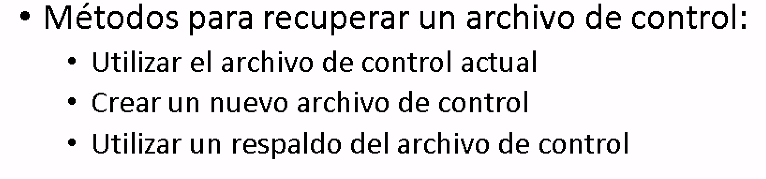 • Métodos para recuperar un archivo de control:
• Utilizar el archivo de control actual
• Crear un nuevo archivo de control
• Utilizar un respaldo del archivo de control